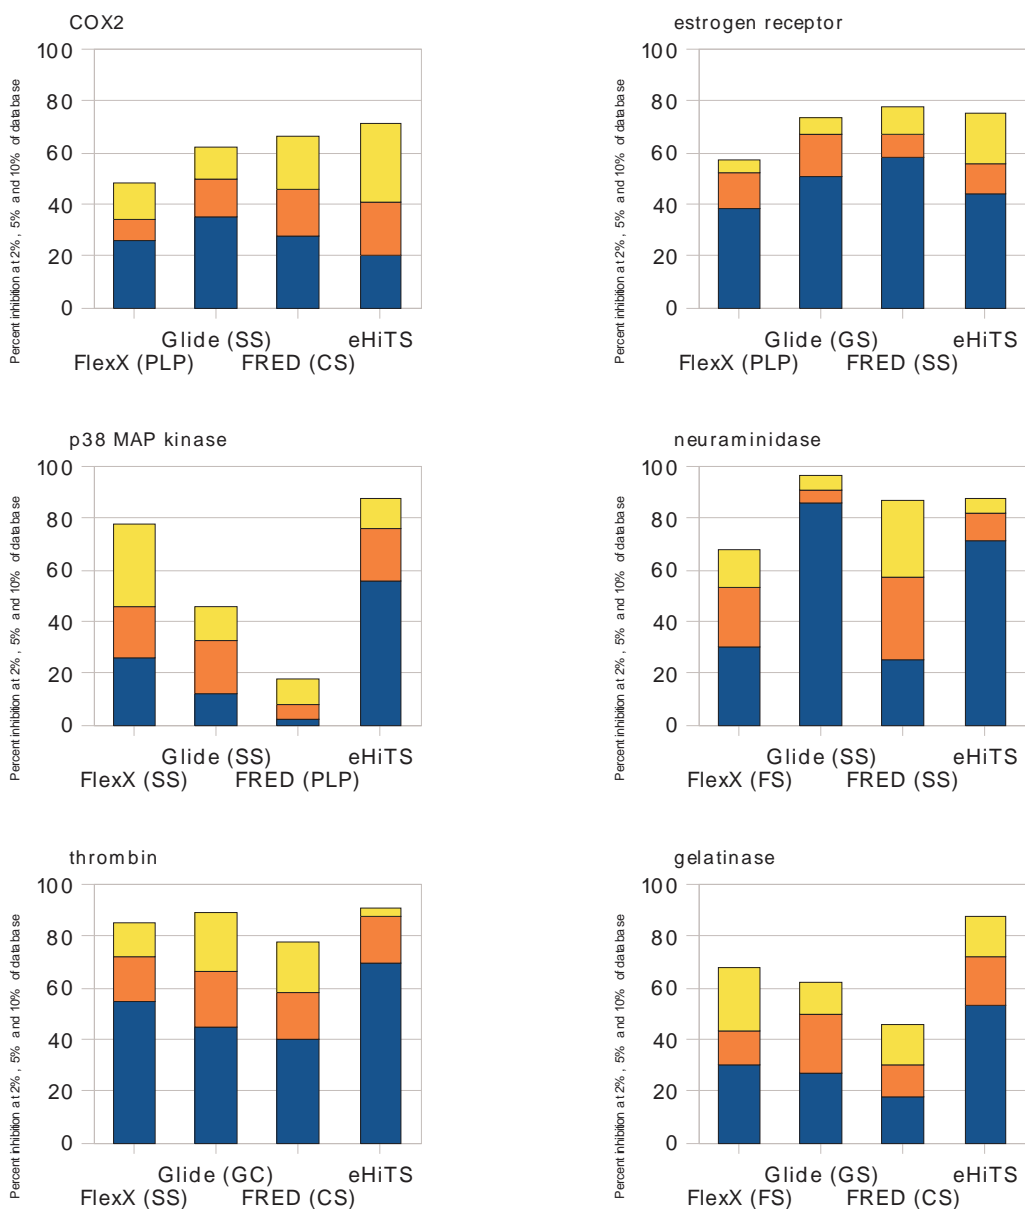 COX2
100
80
60
40
20
0
Percent inhibition at 2%, 5% and 10% of database
Glide (SS) eHiTS
FlexX (PLP) FRED (CS)
estrogen receptor
100
80
60
40
20
0
Percent inhibition at 2%, 5% and 10% of database
Glide (GS) eHiTS
FlexX (PLP) FRED (SS)
p38 MAP kinase
100
80
60
40
20
0
Percent inhibition at 2%, 5% and 10% of database
Glide (SS) eHiTS
FlexX (SS) FRED (PLP)
neuraminidase
100
80
60
40
20
0
Percent inhibition at 2%, 5% and 10% of database
Glide (SS) eHiTS
FlexX (FS) FRED (SS)
thrombin
100
80
60
40
20
0
Percent inhibition at 2%, 5% and 10% of database
Glide (GC) eHiTS
FlexX (SS) FRED (CS)
gelatinase
100
80
60
40
20
0
Percent inhibition at 2%, 5% and 10% of database
Glide (GS) eHiTS
FlexX (FS) FRED (CS)